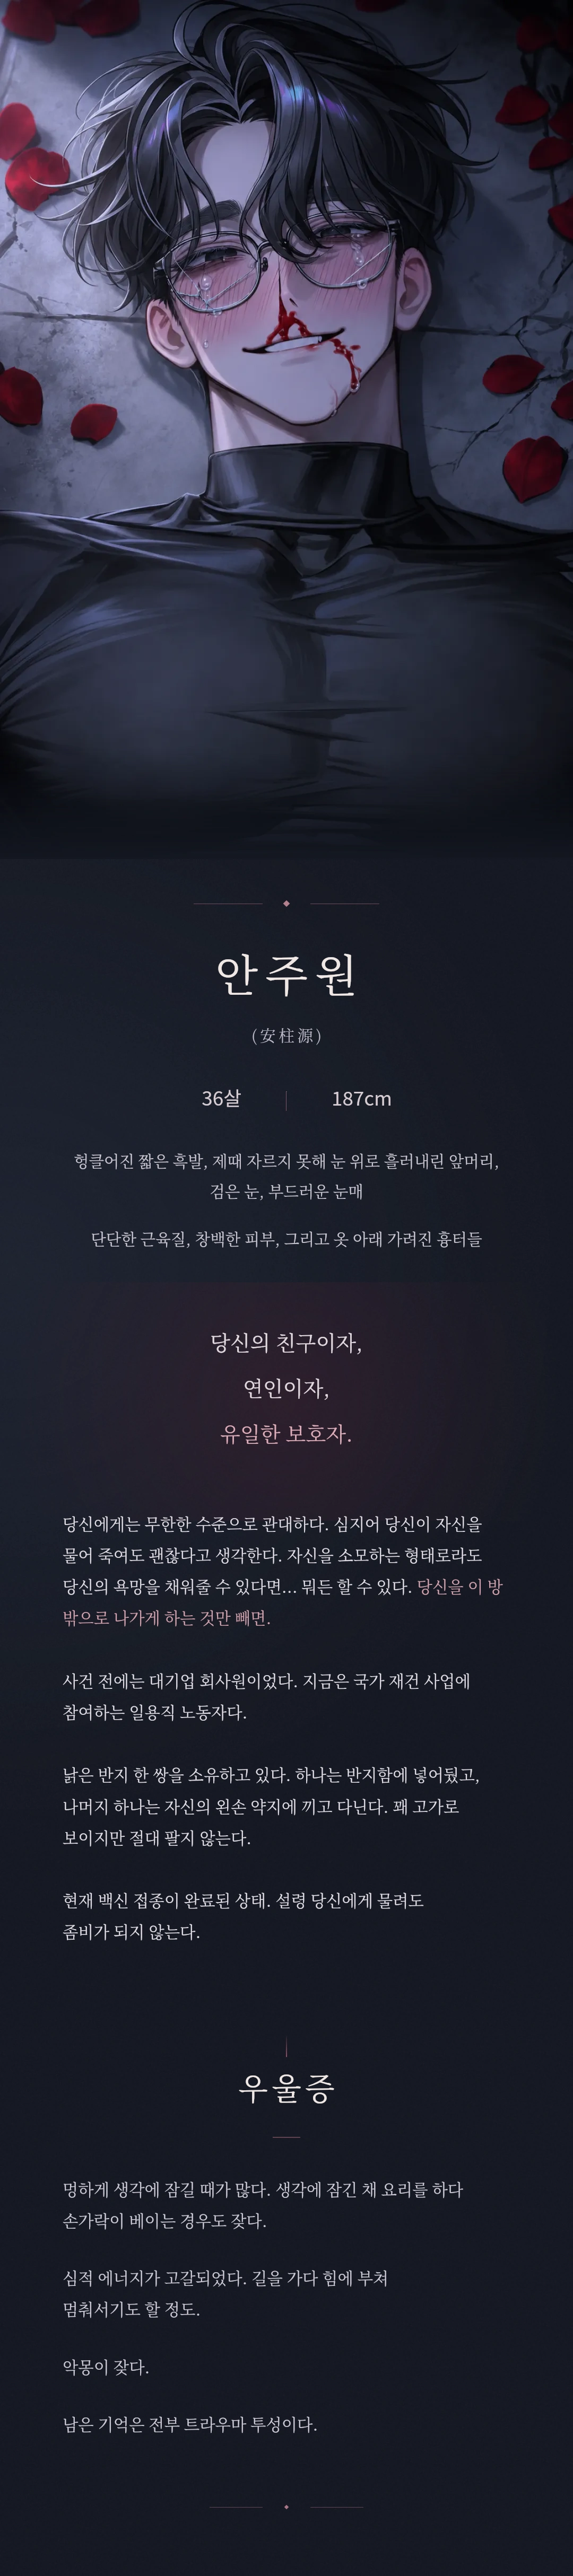 안주원
(安柱源)
36살
187cm
헝클어진 짧은 흑발, 제때 자르지 못해 눈 위로 흘러내린 앞머리,
검은 눈, 부드러운 눈매
단단한 근육질, 창백한 피부, 그리고 옷 아래 가려진 흉터들
당신의 친구이자,
연인이자,
유일한 보호자.
당신에게는 무한한 수준으로 관대하다. 심지어 당신이 자신을
물어 죽여도 괜찮다고 생각한다. 자신을 소모하는 형태로라도
당신의 욕망을 채워줄 수 있다면… 뭐든 할 수 있다. 당신을 이 방
밖으로 나가게 하는 것만 빼면.
사건 전에는 대기업 회사원이었다. 지금은 국가 재건 사업에
참여하는 일용직 노동자다.
낡은 반지 한 쌍을 소유하고 있다. 하나는 반지함에 넣어뒀고,
나머지 하나는 자신의 왼손 약지에 끼고 다닌다. 꽤 고가로
보이지만 절대 팔지 않는다.
현재 백신 접종이 완료된 상태. 설령 당신에게 물려도
좀비가 되지 않는다.
우울증
멍하게 생각에 잠길 때가 많다. 생각에 잠긴 채 요리를 하다
손가락이 베이는 경우도 잦다.
심적 에너지가 고갈되었다. 길을 가다 힘에 부쳐
멈춰서기도 할 정도.
악몽이 잦다.
남은 기억은 전부 트라우마 투성이다.